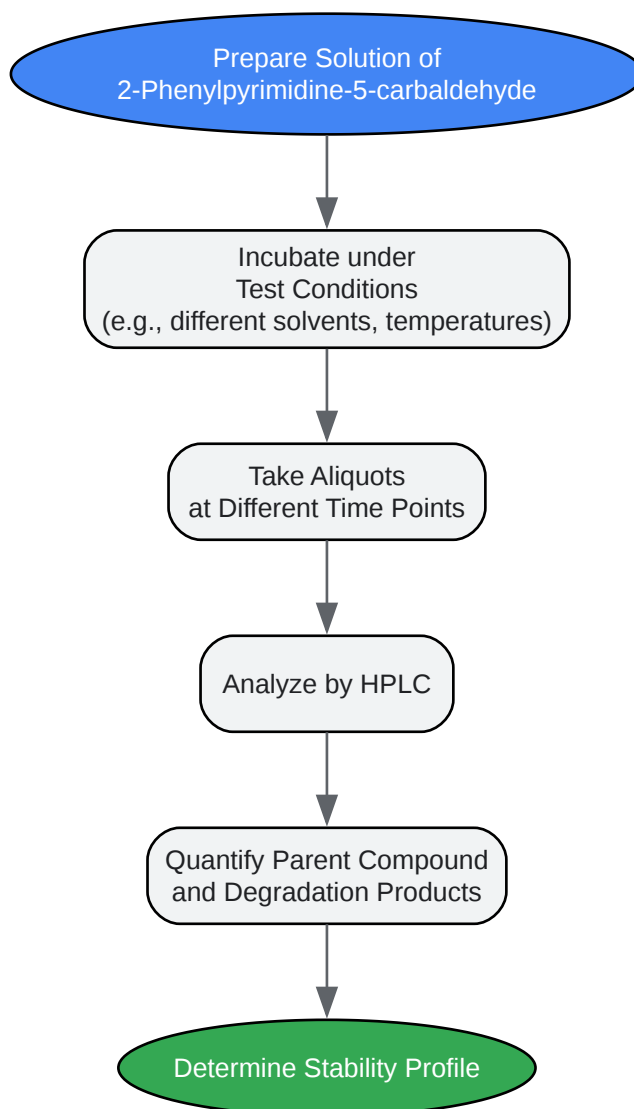 Prepare Solution of
2-Phenylpyrimidine-5-carbaldehyde
Incubate under
Test Conditions
(e.g., different solvents, temperatures)
Take Aliquots
at Different Time Points
Analyze by HPLC
Quantify Parent Compound
and Degradation Products
Determine Stability Profile